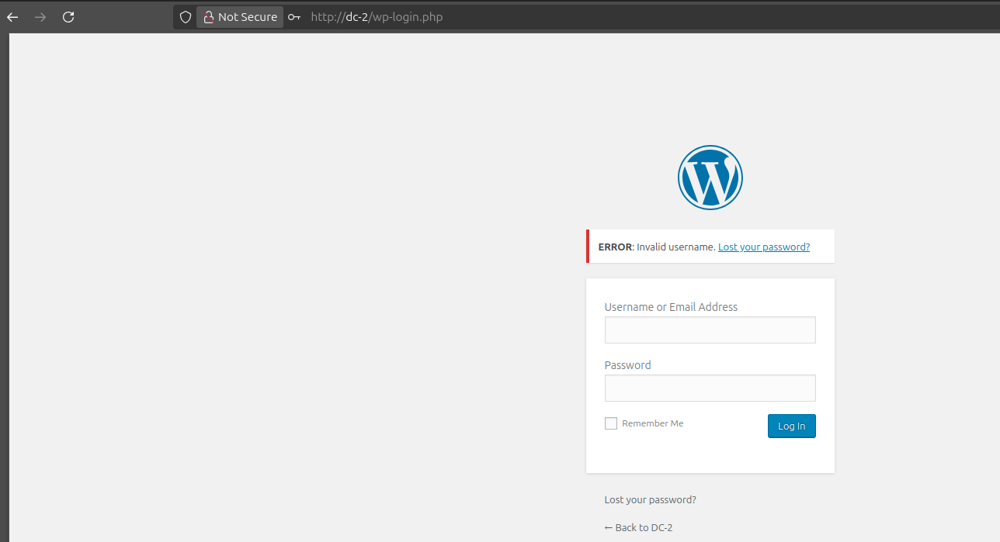 Not Secure http://dc-2/wp-login.php
ERROR: Invalid username. Lost your password?
Username or Email Address
Password
Remember Me
Log In
Lost your password?
← Back to DC-2